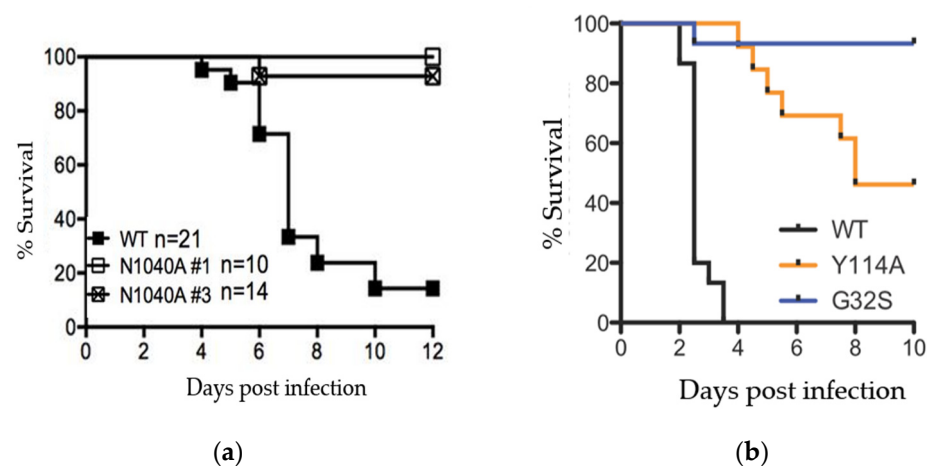 100
80
60
40
20
0
% Survival
WT n=21
N1040A #1 n=10
N1040A #3 n=14
0 2 4 6 8 10 12
Days post infection
(a)
100
80
60
40
20
0
% Survival
WT
Y114A
G32S
0 2 4 6 8 10
Days post infection
(b)